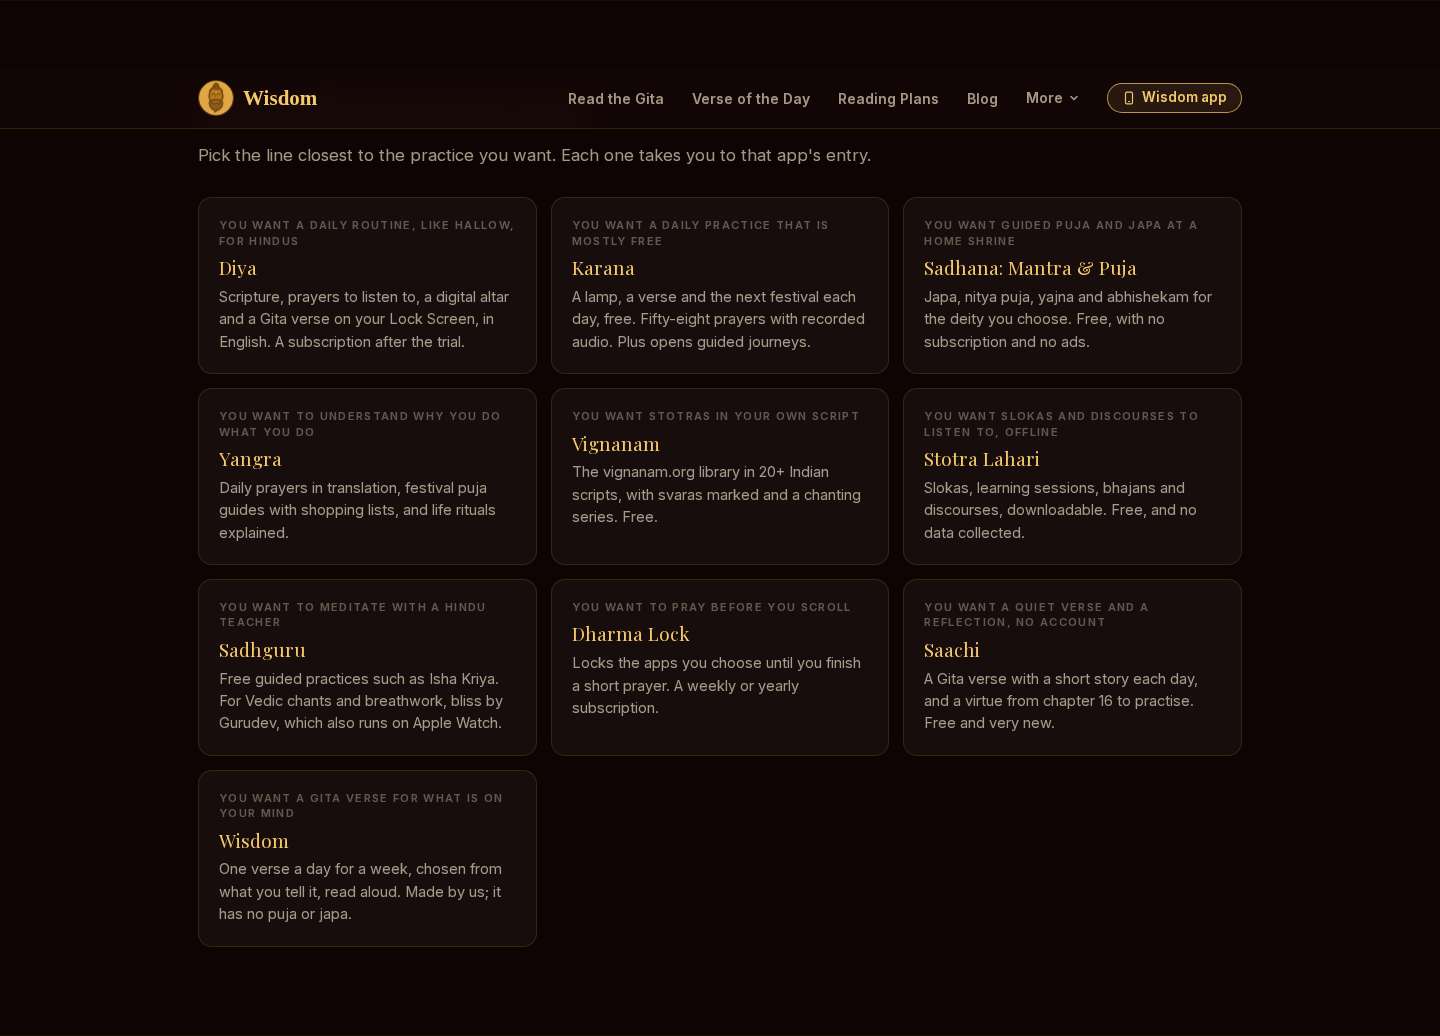 Wisdom
Read the Gita
Verse of the Day
Reading Plans
Blog
More
Wisdom app
Pick the line closest to the practice you want. Each one takes you to that app's entry.
YOU WANT A DAILY ROUTINE, LIKE HALLOW,
FOR HINDUS
Diya
Scripture, prayers to listen to, a digital altar
and a Gita verse on your Lock Screen, in
English. A subscription after the trial.
YOU WANT A DAILY PRACTICE THAT IS
MOSTLY FREE
Karana
A lamp, a verse and the next festival each
day, free. Fifty-eight prayers with recorded
audio. Plus opens guided journeys.
YOU WANT GUIDED PUJA AND JAPA AT A
HOME SHRINE
Sadhana: Mantra & Puja
Japa, nitya puja, yajna and abhishekam for
the deity you choose. Free, with no
subscription and no ads.
YOU WANT TO UNDERSTAND WHY YOU DO
WHAT YOU DO
Yangra
Daily prayers in translation, festival puja
guides with shopping lists, and life rituals
explained.
YOU WANT STOTRAS IN YOUR OWN SCRIPT
Vignanam
The vignanam.org library in 20+ Indian
scripts, with svaras marked and a chanting
series. Free.
YOU WANT SLOKAS AND DISCOURSES TO
LISTEN TO, OFFLINE
Stotra Lahari
Slokas, learning sessions, bhajans and
discourses, downloadable. Free, and no
data collected.
YOU WANT TO MEDITATE WITH A HINDU
TEACHER
Sadhguru
Free guided practices such as Isha Kriya.
For Vedic chants and breathwork, bliss by
Gurudev, which also runs on Apple Watch.
YOU WANT TO PRAY BEFORE YOU SCROLL
Dharma Lock
Locks the apps you choose until you finish
a short prayer. A weekly or yearly
subscription.
YOU WANT A QUIET VERSE AND A
REFLECTION, NO ACCOUNT
Saachi
A Gita verse with a short story each day,
and a virtue from chapter 16 to practise.
Free and very new.
YOU WANT A GITA VERSE FOR WHAT IS ON
YOUR MIND
Wisdom
One verse a day for a week, chosen from
what you tell it, read aloud. Made by us; it
has no puja or japa.